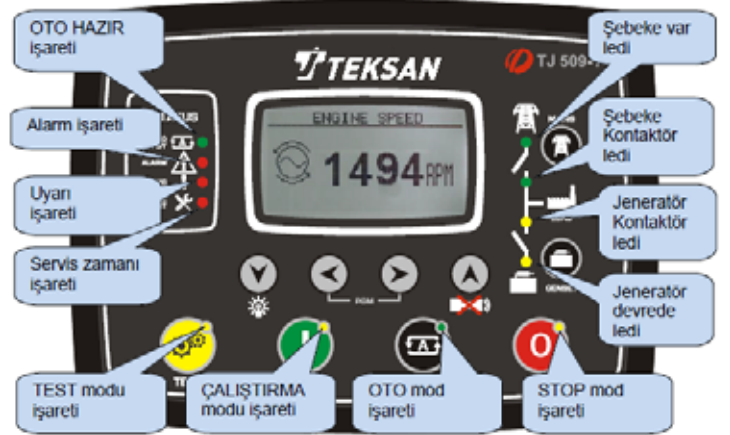 OTO HAZIR
işareti
Şebeke var
ledi
TEKSAN
TJ 509-
Alarm işareti
ENGINE SPEED
Şebeke
Kontaktör
ledi
ALARM
1494 RPM
Uyarı
işareti
Jeneratör
Kontaktör
ledi
Servis zamanı
işareti
PGM
Jeneratör
devrede
ledi
A
O
TEST modu
işareti
ÇALIŞTIRMA
modu işareti
OTO mod
işareti
STOP mod
işareti